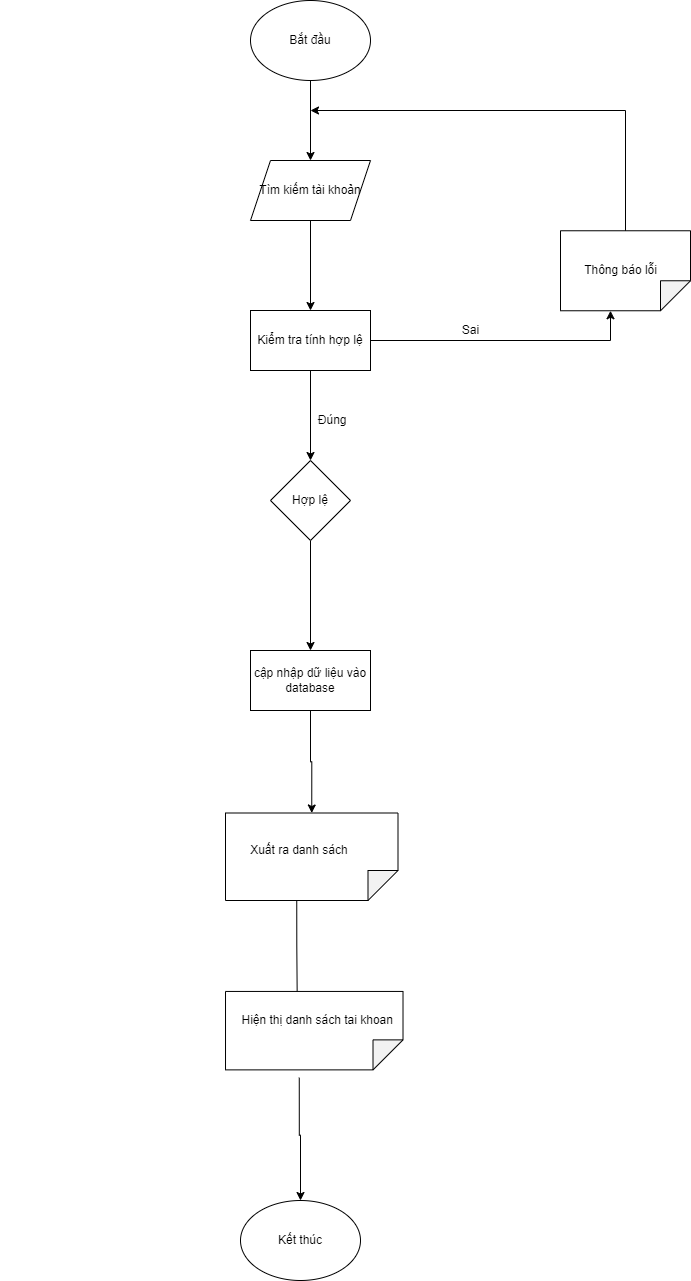 Bắt đầu
Tìm kiếm tài khoản
Thông báo lỗi
Kiểm tra tính hợp lệ
Sai
Đúng
Hợp lệ
cập nhập dữ liệu vào
database
Xuất ra danh sách
Hiện thị danh sách tai khoan
Kết thúc